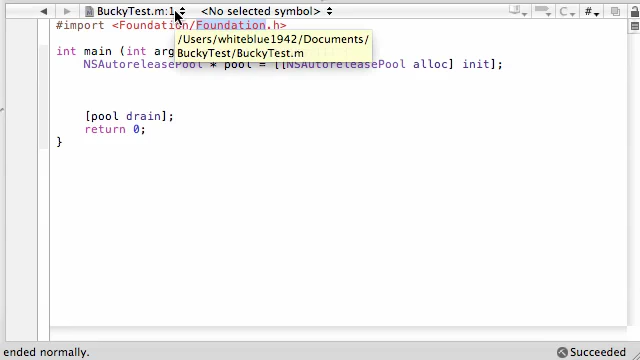 BuckyTest.m:1 <No selected symbol> C #
#import <Foundation/Foundation.h>
/Users/whiteblue1942/Documents/
BuckyTest/BuckyTest.m
int main (int arg
NSAutoreleasePool * pool = [[NSAutoreleasePool alloc] init];
[pool drain];
return 0;
}
ended normally. Succeeded